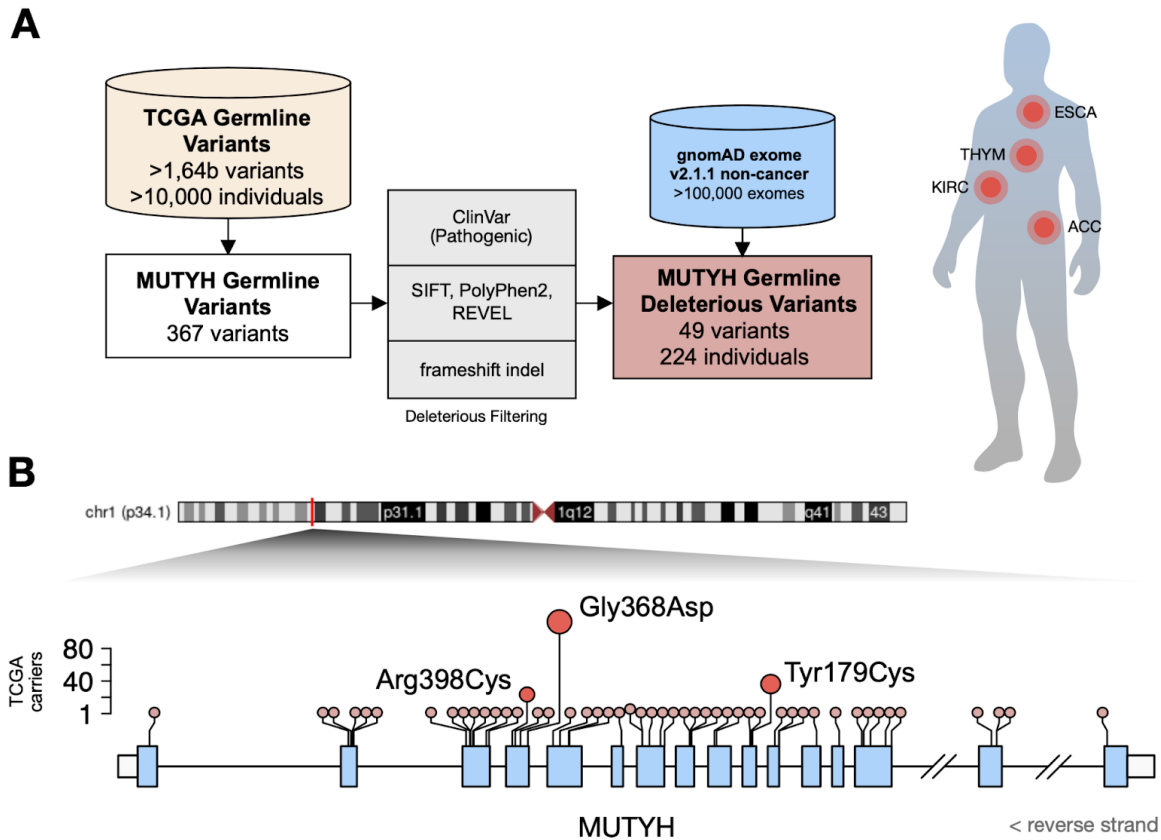 A
TCGA Germline
Variants
>1,64b variants
>10,000 individuals
MUTYH Germline
Variants
367 variants
ClinVar
(Pathogenic)
SIFT, PolyPhen2,
REVEL
frameshift indel
Deleterious Filtering
gnomAD exome
v2.1.1 non-cancer
>100,000 exomes
MUTYH Germline
Deleterious Variants
49 variants
224 individuals
ESCA
THYM
KIRC
ACC
B
chr1 (p34.1)
p31.1
1q12
q41
43
TCGA
carriers
80
40
1
Gly368Asp
Arg398Cys
Tyr179Cys
MUTYH
< reverse strand